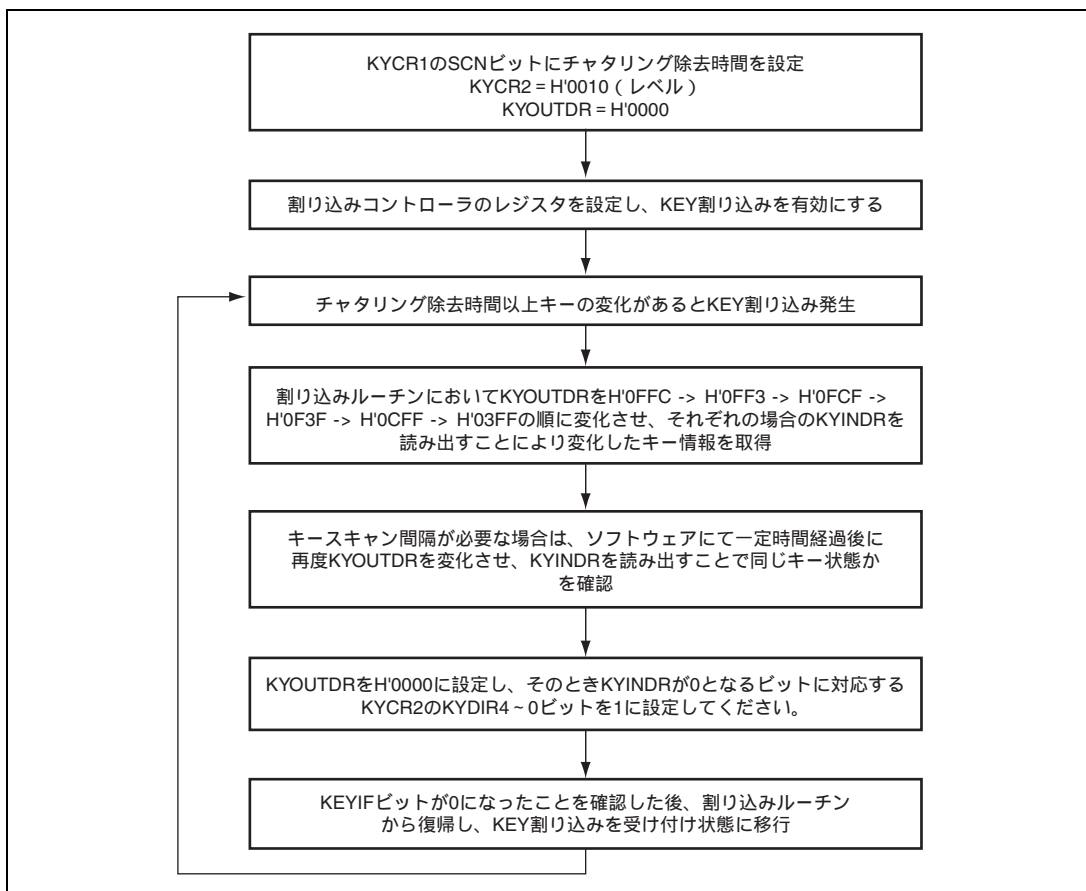 KYCR1のSCNビットにチャタリング除去時間を設定
KYCR2 = H'0010 ( レベル )
KYOUTDR = H'0000
割り込みコントローラのレジスタを設定し、KEY割り込みを有効にする
チャタリング除去時間以上キーの変化があるとKEY割り込み発生
割り込みルーチンにおいてKYOUTDRをH'0FFC -> H'0FF3 -> H'0FCF ->
H'0F3F -> H'0CFF -> H'03FFの順に変化させ、それぞれの場合のKYINDRを
読み出すことにより変化したキー情報を取得
キースキャン間隔が必要な場合は、ソフトウェアにて一定時間経過後に
再度KYOUTDRを変化させ、KYINDRを読み出すことで同じキー状態か
を確認
KYOUTDRをH'0000に設定し、そのときKYINDRが0となるビットに対応する
KYCR2のKYDIR4~0ビットを1に設定してください。
KEYIFビットが0になったことを確認した後、割り込みルーチン
から復帰し、KEY割り込みを受け付け状態に移行